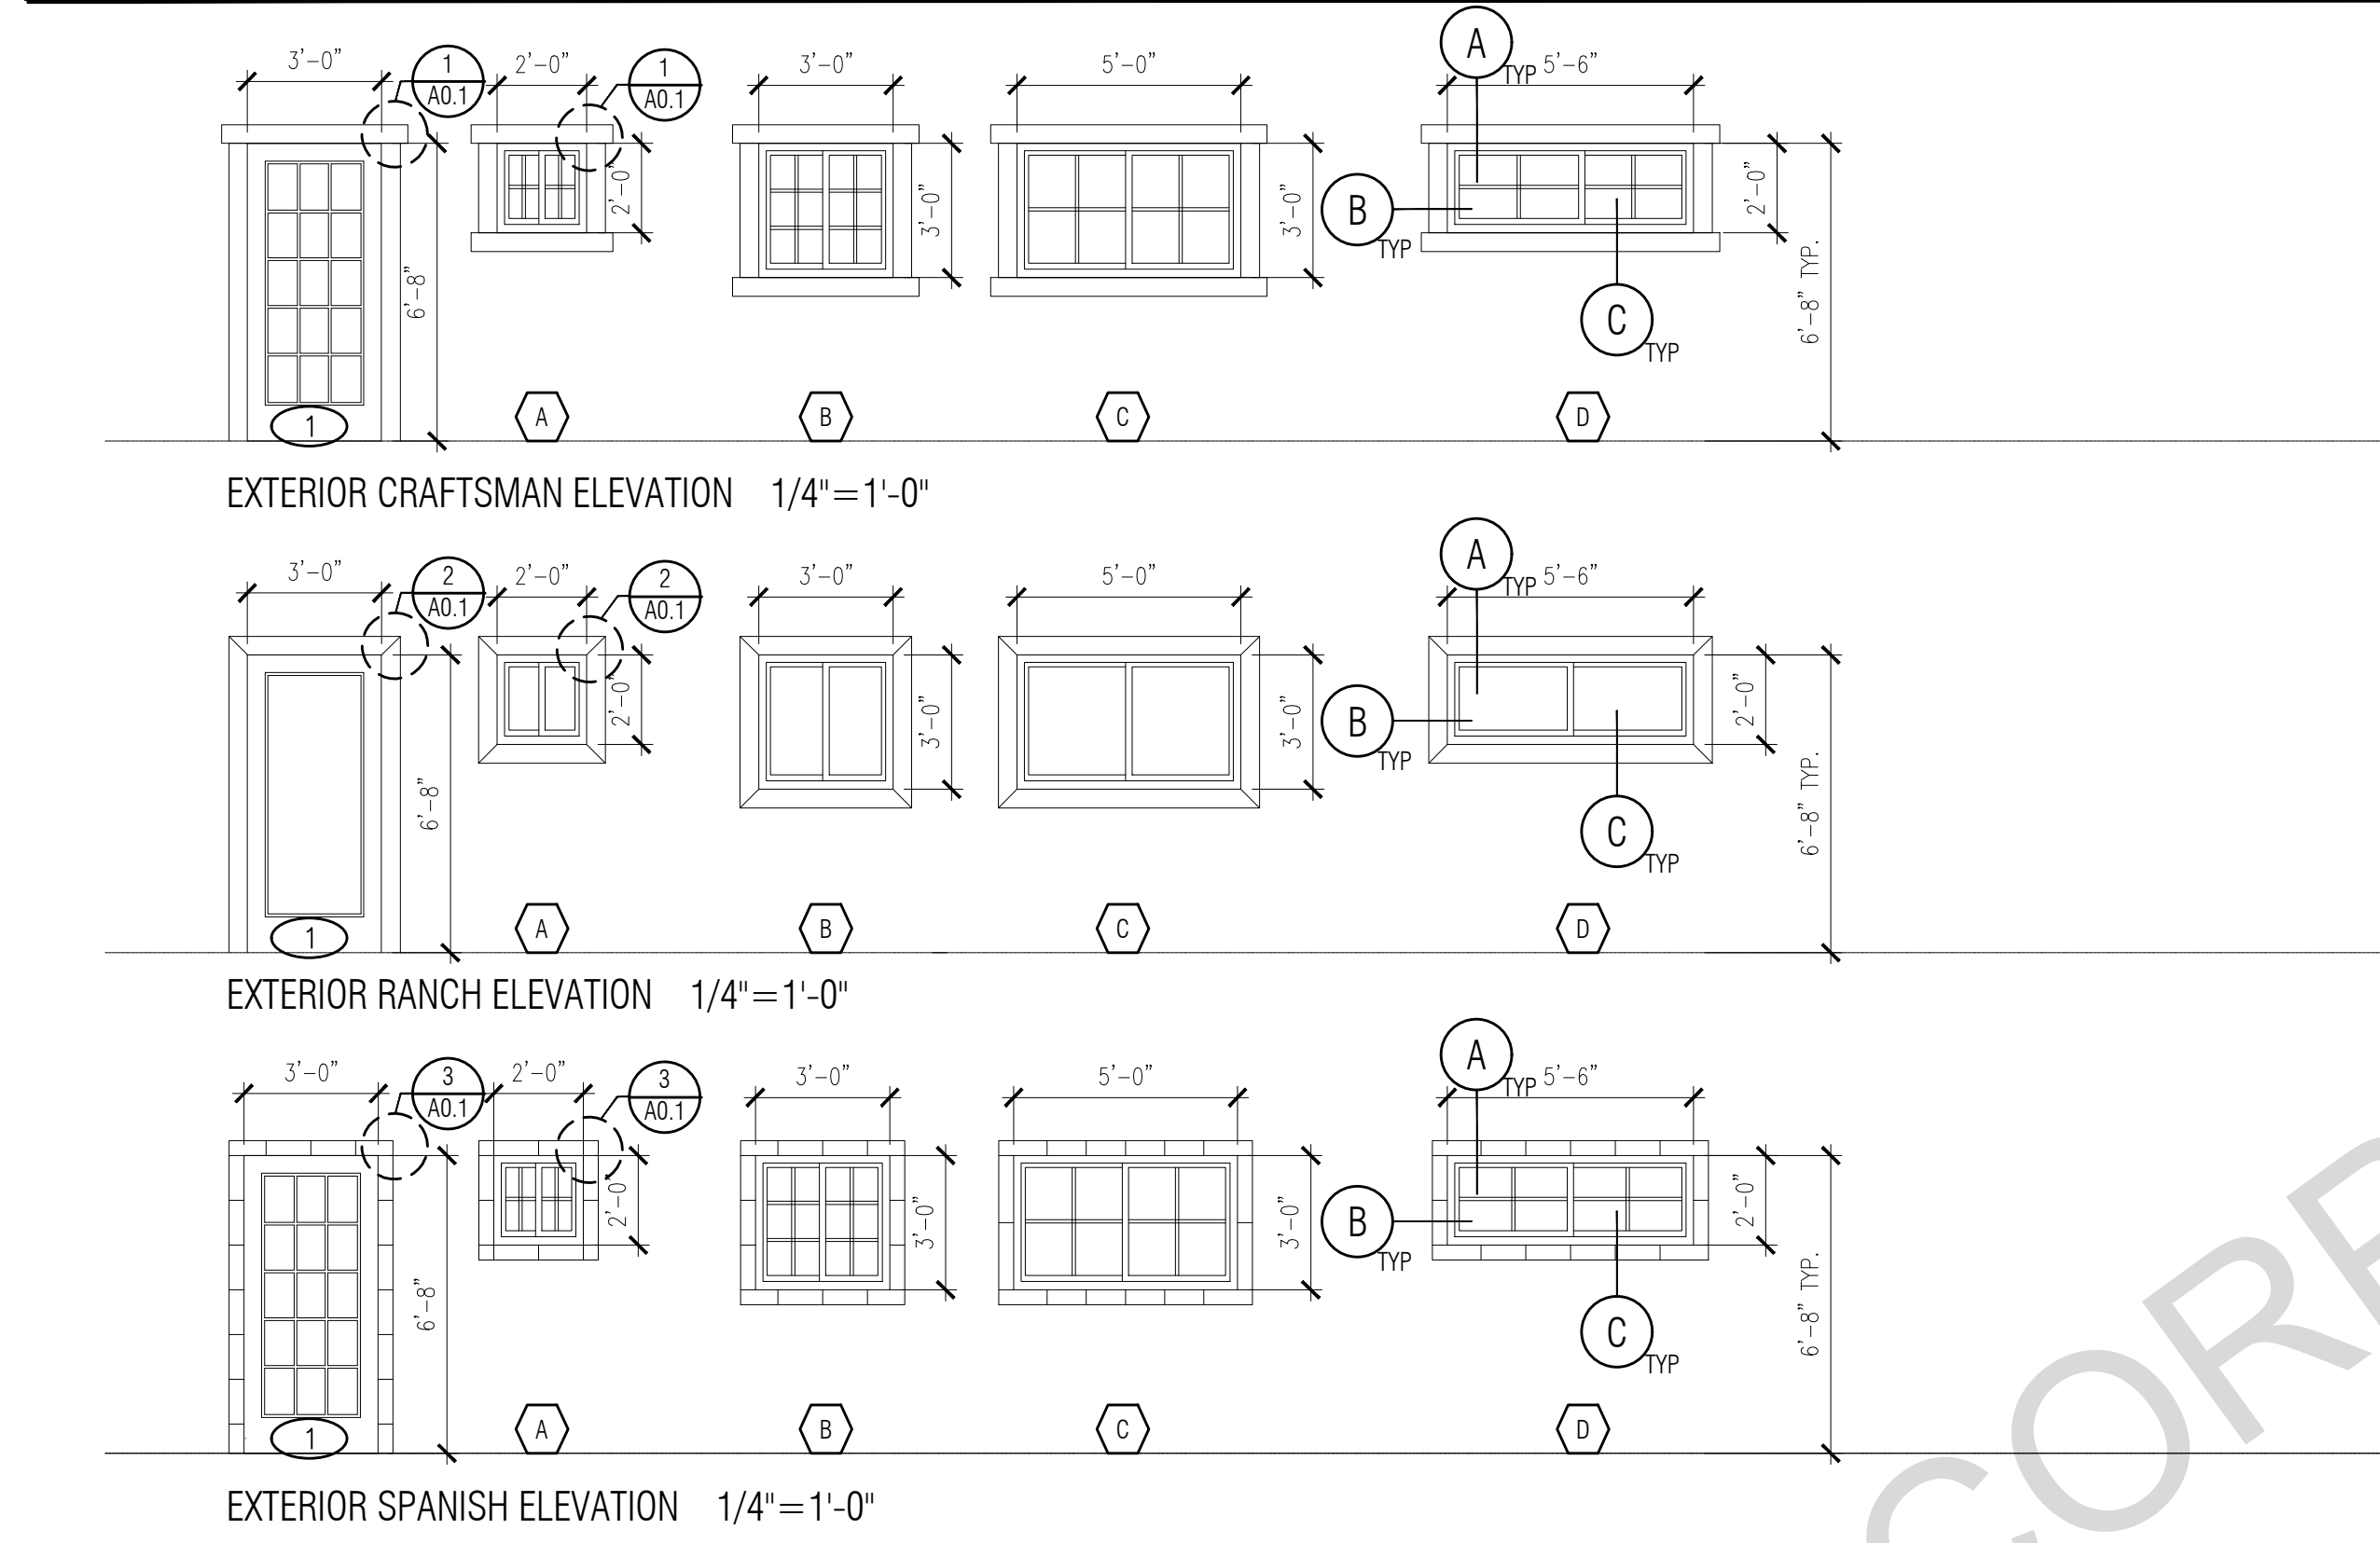 3'-0" 1 A0.1 2'-0" 1 A0.1 3'-0" 5'-0" A TYP 5'-6"
6'-8" 2'-0" 3'-0" 3'-0" B TYP C TYP 2'-0" 6'-8" TYP.
1 A B C D
EXTERIOR CRAFTSMAN ELEVATION 1/4"=1'-0"
3'-0" 2 A0.1 2'-0" 2 A0.1 3'-0" 5'-0" A TYP 5'-6"
6'-8" 2'-0" 3'-0" 3'-0" B TYP C TYP 2'-0" 6'-8" TYP.
1 A B C D
EXTERIOR RANCH ELEVATION 1/4"=1'-0"
3'-0" 3 A0.1 2'-0" 3 A0.1 3'-0" 5'-0" A TYP 5'-6"
6'-8" 2'-0" 3'-0" 3'-0" B TYP C TYP 2'-0" 6'-8" TYP.
1 A B C D
EXTERIOR SPANISH ELEVATION 1/4"=1'-0"